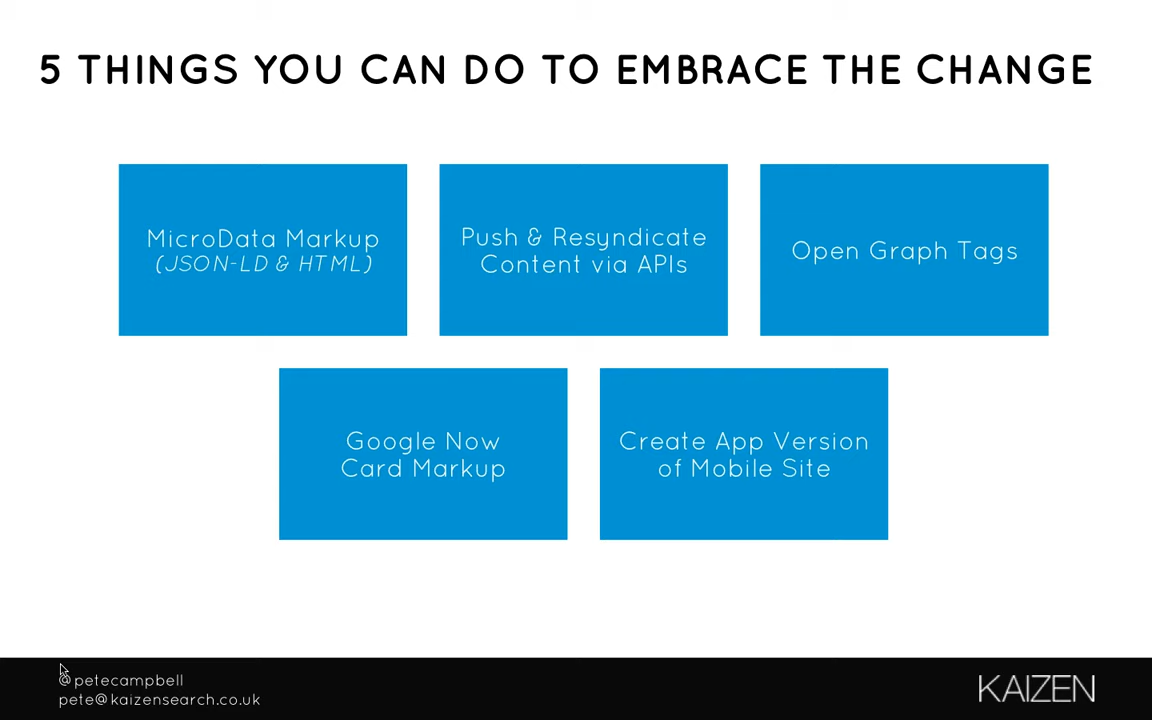 5 THINGS YOU CAN DO TO EMBRACE THE CHANGE
MicroData Markup
(JSON-LD & HTML)
Push & Resyndicate
Content via APIs
Open Graph Tags
Google Now
Card Markup
Create App Version
of Mobile Site
@petecampbell
pete@kaizensearch.co.uk
KAIZEN